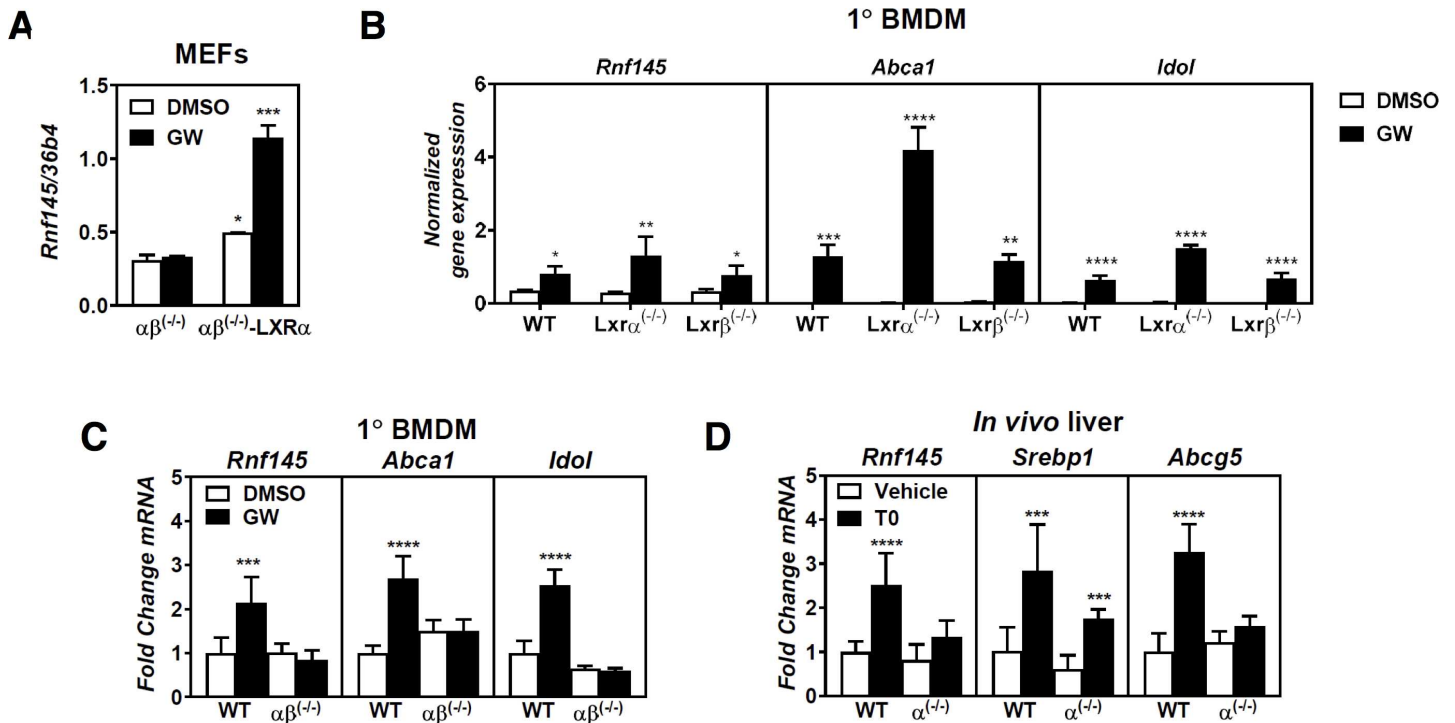 A
MEFs
1.5
1.0
0.5
0.0
Rnf145/36b4
DMSO
GW
*
***
αβ(-/-)
αβ(-/-)-LXRα
B
1° BMDM
Rnf145
Abca1
Idol
6
4
2
0
Normalized
gene expresssion
*
**
*
***
****
**
****
****
****
WT
Lxrα(-/-)
Lxrβ(-/-)
WT
Lxrα(-/-)
Lxrβ(-/-)
WT
Lxrα(-/-)
Lxrβ(-/-)
DMSO
GW
C
1° BMDM
Rnf145
Abca1
Idol
5
4
3
2
1
0
Fold Change mRNA
DMSO
GW
***
****
****
WT
αβ(-/-)
WT
αβ(-/-)
WT
αβ(-/-)
D
In vivo liver
Rnf145
Srebp1
Abcg5
5
4
3
2
1
0
Fold Change mRNA
Vehicle
T0
****
***
***
****
WT
α(-/-)
WT
α(-/-)
WT
α(-/-)